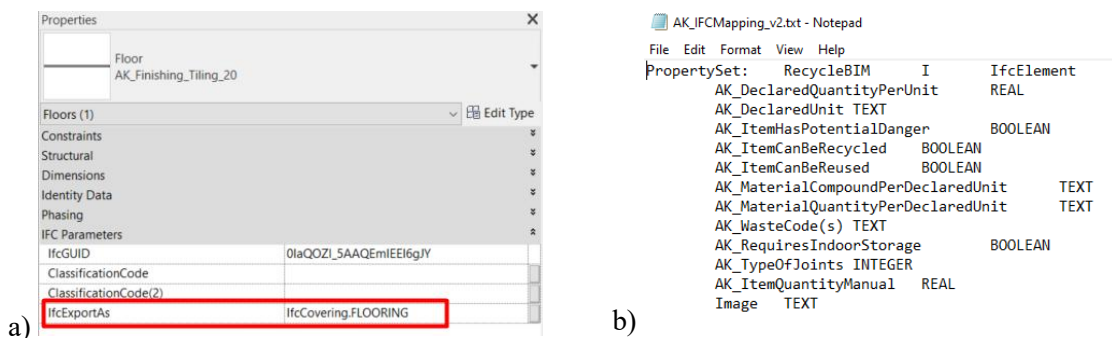 Properties
Floor
AK_Finishing_Tiling_20
Floors (1)
Edit Type
Constraints
Structural
Dimensions
Identity Data
Phasing
IFC Parameters
IfcGUID 0IaQOZI_5AAQEmIEEI6gJY
ClassificationCode
ClassificationCode(2)
IfcExportAs IfcCovering.FLOORING
a)
AK_IFCMapping_v2.txt - Notepad
File Edit Format View Help
PropertySet: RecycleBIM I IfcElement
AK_DeclaredQuantityPerUnit REAL
AK_DeclaredUnit TEXT
AK_ItemHasPotentialDanger BOOLEAN
AK_ItemCanBeRecycled BOOLEAN
AK_ItemCanBeReused BOOLEAN
AK_MaterialCompoundPerDeclaredUnit TEXT
AK_MaterialQuantityPerDeclaredUnit TEXT
AK_WasteCode(s) TEXT
AK_RequiresIndoorStorage BOOLEAN
AK_TypeOfJoints INTEGER
AK_ItemQuantityManual REAL
Image TEXT
b)